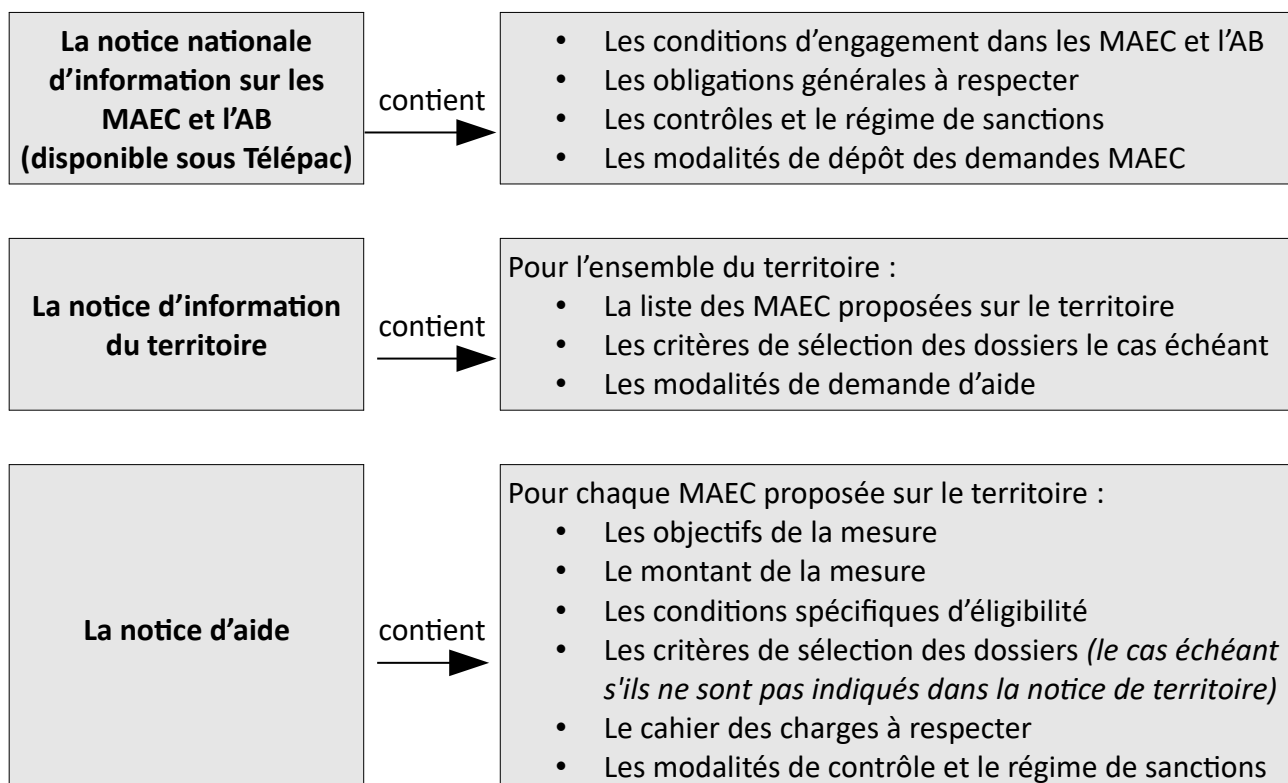 La notice nationale
d’information sur les
MAEC et l’AB
(disponible sous Télépac)
contient
• Les conditions d’engagement dans les MAEC et l’AB
• Les obligations générales à respecter
• Les contrôles et le régime de sanctions
• Les modalités de dépôt des demandes MAEC
La notice d’information
du territoire
contient
Pour l’ensemble du territoire :
• La liste des MAEC proposées sur le territoire
• Les critères de sélection des dossiers le cas échéant
• Les modalités de demande d’aide
La notice d’aide
contient
Pour chaque MAEC proposée sur le territoire :
• Les objectifs de la mesure
• Le montant de la mesure
• Les conditions spécifiques d’éligibilité
• Les critères de sélection des dossiers (le cas échéant
s'ils ne sont pas indiqués dans la notice de territoire)
• Le cahier des charges à respecter
• Les modalités de contrôle et le régime de sanctions